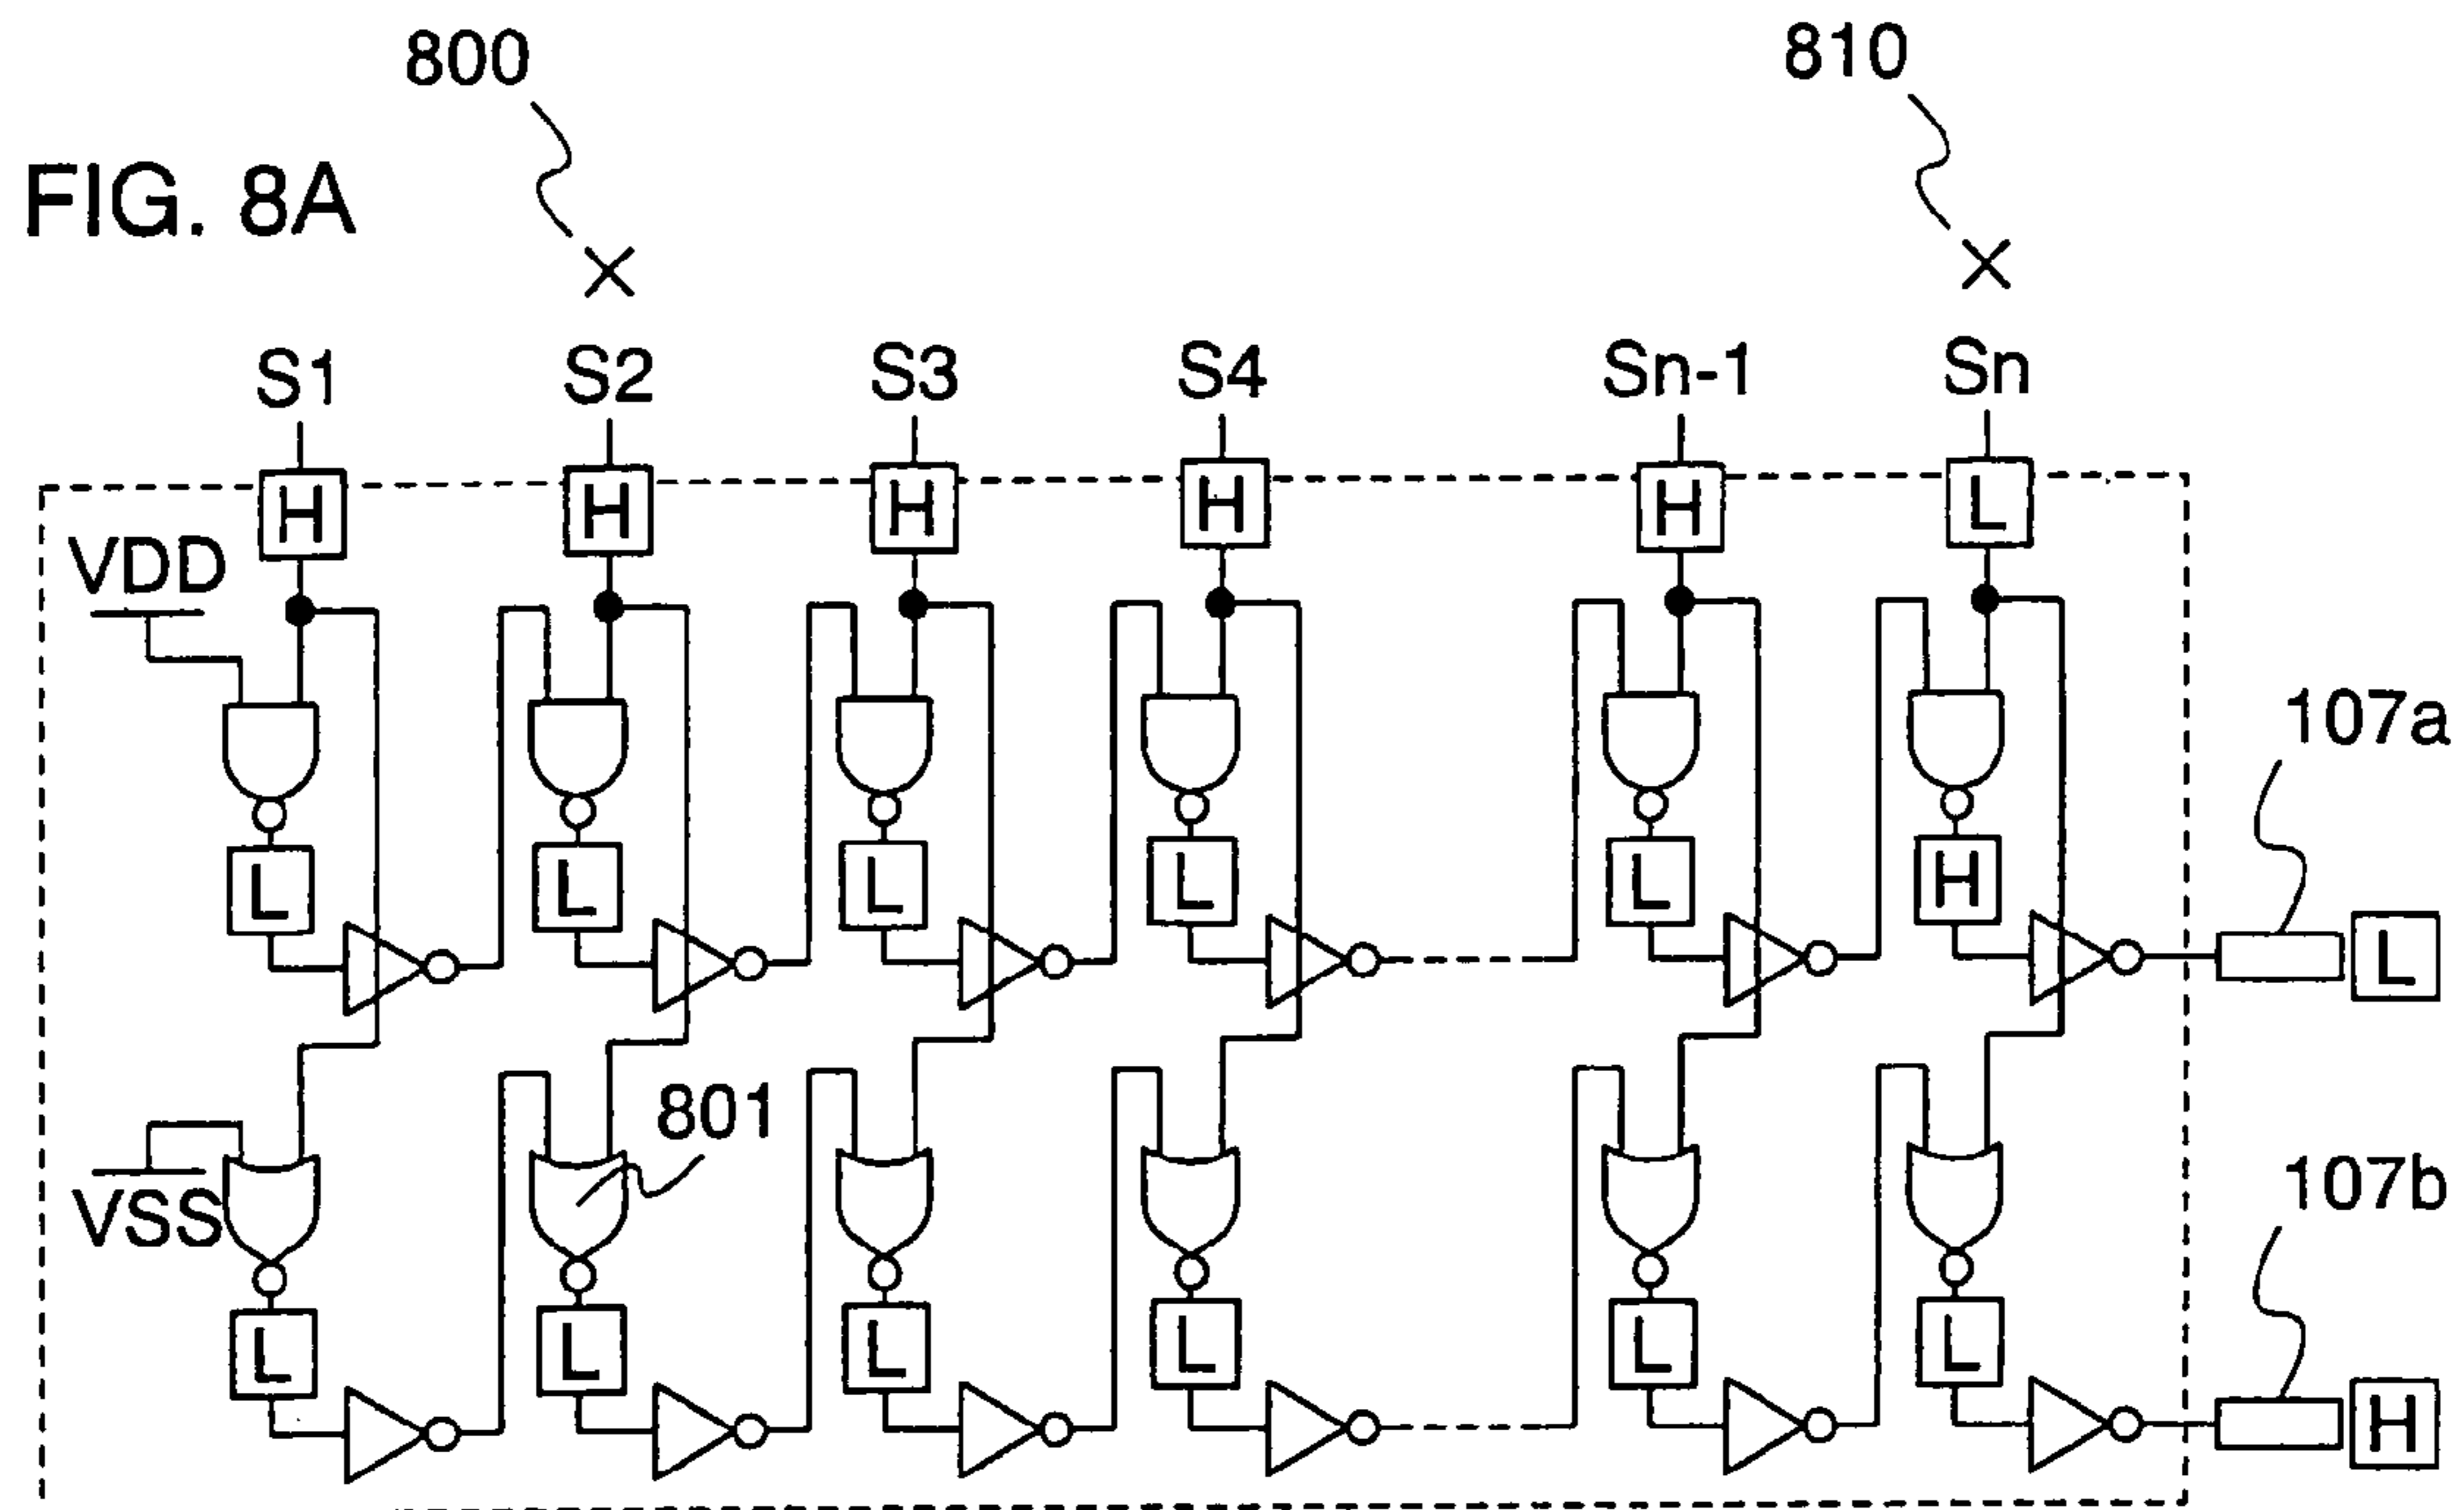 800 810
FIG. 8A
S1 S2 S3 S4 Sn-1 Sn
H H H H H L
VDD
107a
L L L L L H
L
801
VSS
107b
L L L L L L
H